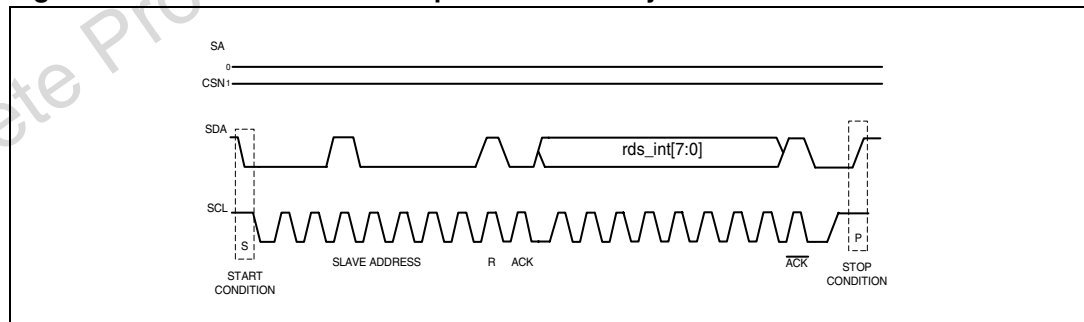 SA
0
CSN 1
SDA
rds_int[7:0]
SCL
S
P
SLAVE ADDRESS R ACK ACK
START
CONDITION
STOP
CONDITION